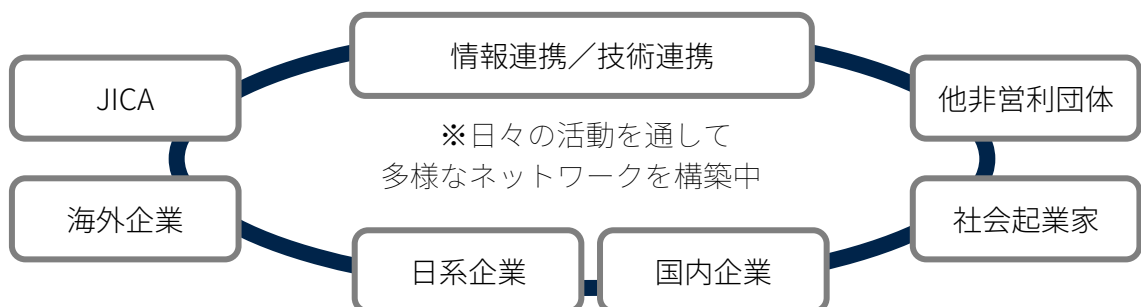 情報連携／技術連携
JICA
他非営利団体
※日々の活動を通して
多様なネットワークを構築中
海外企業
社会起業家
日系企業
国内企業